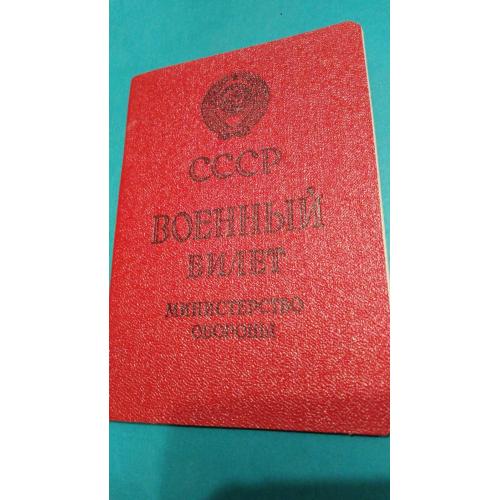 СССР
ВОЕННЫЙ
БИЛЕТ
МИНИСТЕРСТВО
ОБОРОНЫ